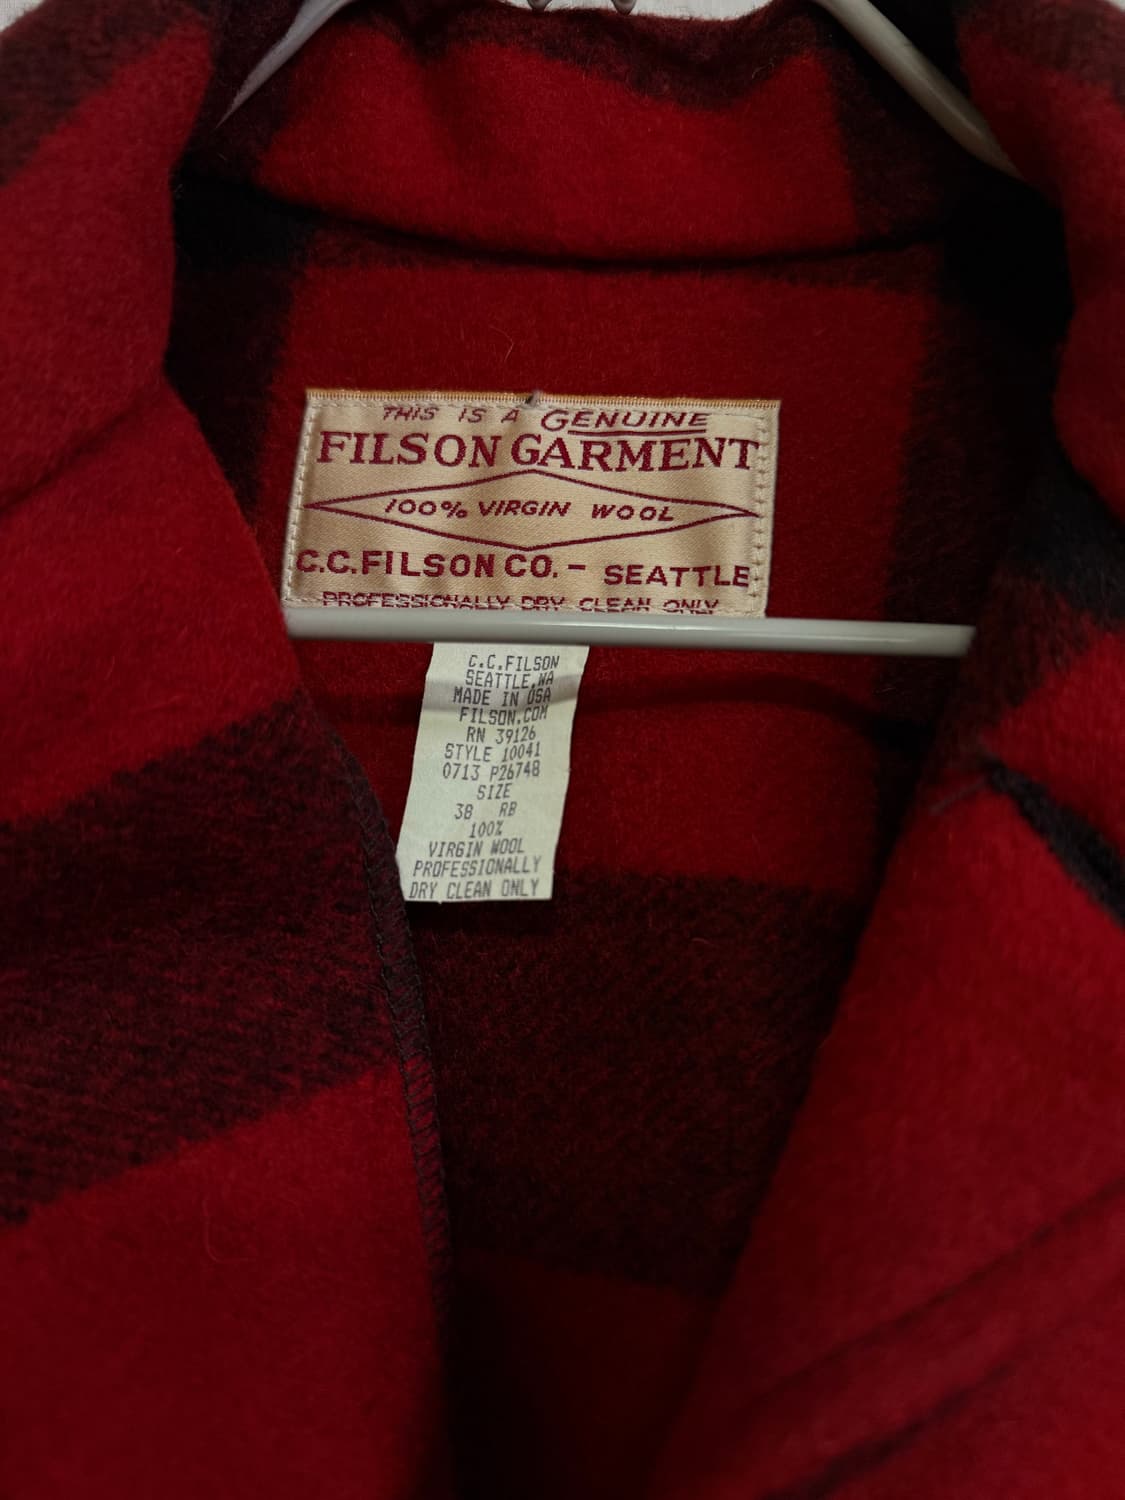 THIS IS A GENUINE
FILSON GARMENT
100% VIRGIN WOOL
C.C.FILSON CO. - SEATTLE
PROFESSIONALLY DRY CLEAN ONLY
C.C.FILSON
SEATTLE,WA
MADE IN USA
FILSON.COM
RN 39126
STYLE 10041
0713 P26748
SIZE
38 RB
100%
VIRGIN WOOL
PROFESSIONALLY
DRY CLEAN ONLY